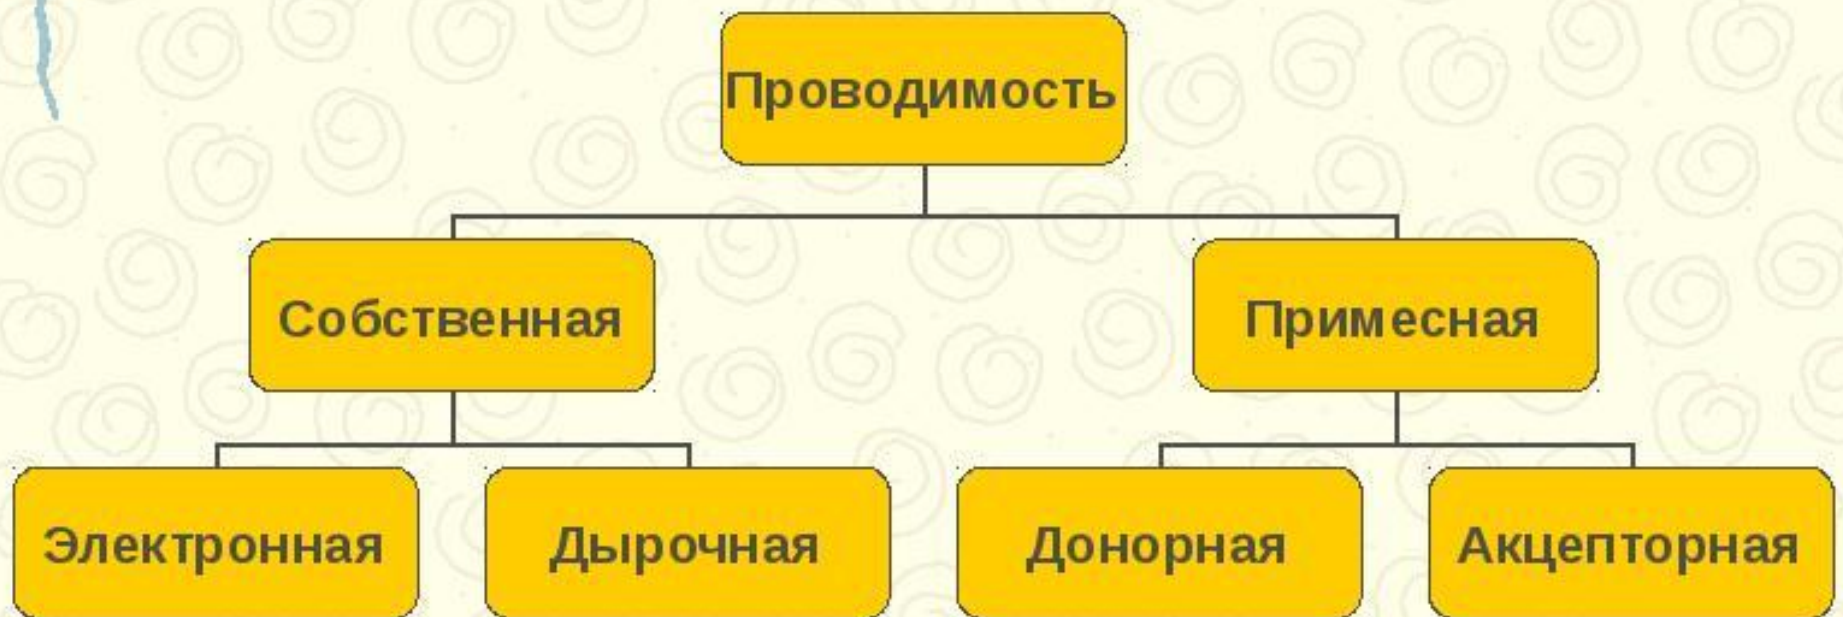 Проводимость
Собственная
Примесная
Электронная
Дырочная
Донорная
Акцепторная